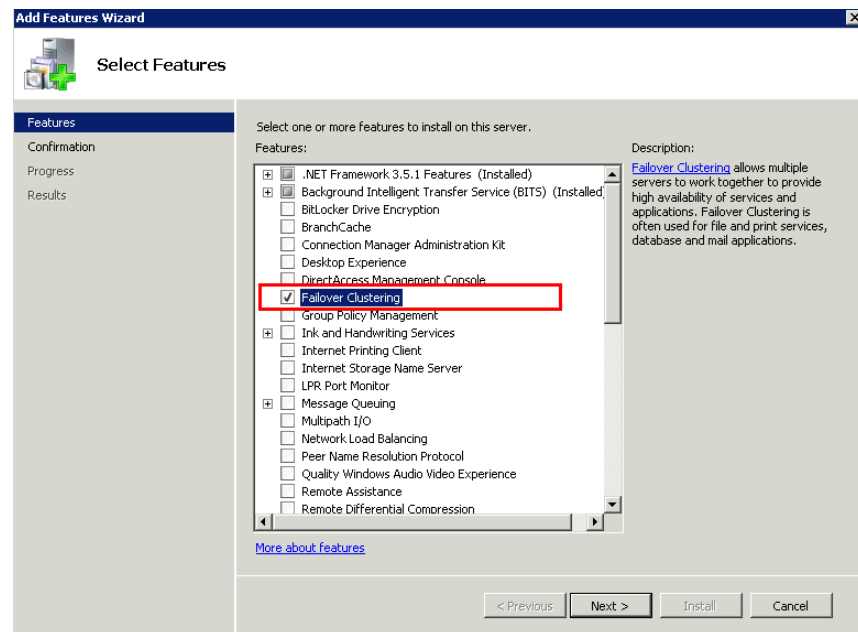 Add Features Wizard
Select Features
Features
Confirmation
Progress
Results
Select one or more features to install on this server.
Features:
.NET Framework 3.5.1 Features (Installed)
Background Intelligent Transfer Service (BITS) (Installed)
BitLocker Drive Encryption
BranchCache
Connection Manager Administration Kit
Desktop Experience
DirectAccess Management Console
Failover Clustering
Group Policy Management
Ink and Handwriting Services
Internet Printing Client
Internet Storage Name Server
LPR Port Monitor
Message Queuing
Multipath I/O
Network Load Balancing
Peer Name Resolution Protocol
Quality Windows Audio Video Experience
Remote Assistance
Remote Differential Compression
More about features
Description:
Failover Clustering allows multiple
servers to work together to provide
high availability of services and
applications. Failover Clustering is
often used for file and print services,
database and mail applications.
< Previous
Next >
Install
Cancel